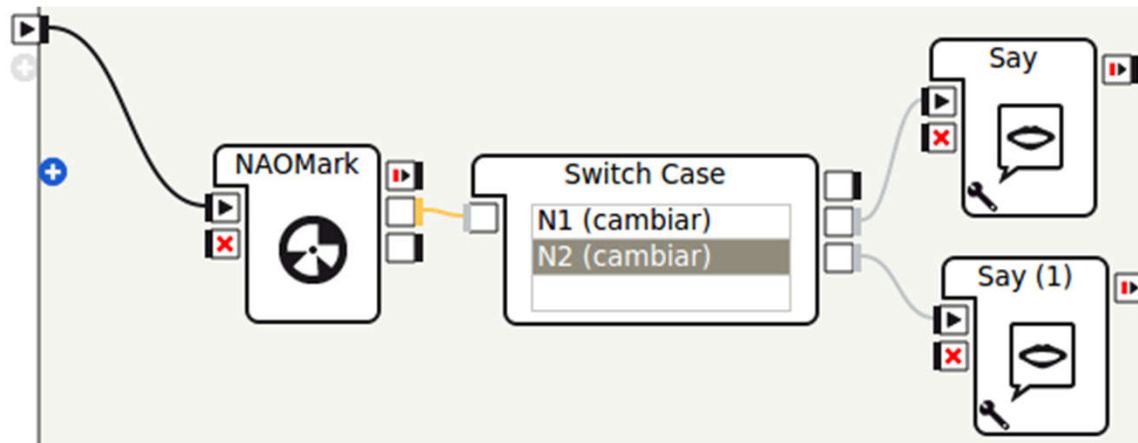 NAOMark
Switch Case
N1 (cambiar)
N2 (cambiar)
Say
Say (1)